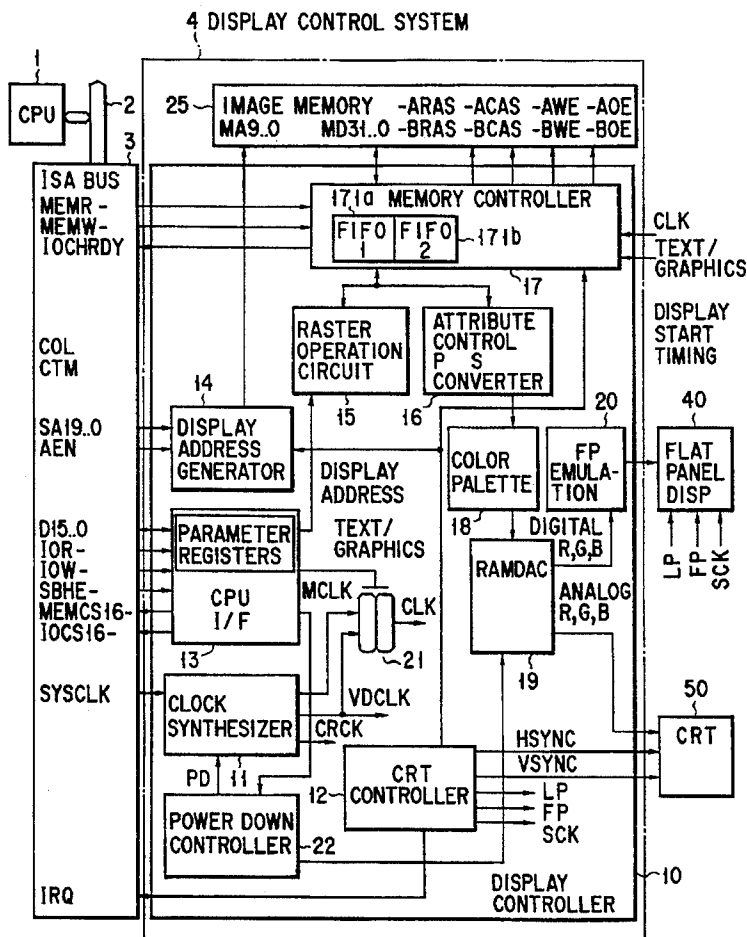 4 DISPLAY CONTROL SYSTEM
1
CPU
2
3
25
IMAGE MEMORY -ARAS -ACAS -AWE -AOE
MA9..0 MD31..0 -BRAS -BCAS -BWE -BOE
ISA BUS
MEMR-
MEMW-
IOCHRDY
171a MEMORY CONTROLLER
FIFO 1
FIFO 2
171b
17
CLK
TEXT/
GRAPHICS
DISPLAY
START
TIMING
COL
CTM
RASTER
OPERATION
CIRCUIT
15
ATTRIBUTE
CONTROL
P S
CONVERTER
16
14
SA19..0
AEN
DISPLAY
ADDRESS
GENERATOR
DISPLAY
ADDRESS
COLOR
PALETTE
18
20
FP
EMULA-
TION
40
FLAT
PANEL
DISP
LP
FP
SCK
D15..0
IOR-
IOW-
SBHE-
MEMCS16-
IOCS16-
PARAMETER
REGISTERS
CPU
I/F
13
TEXT/
GRAPHICS
MCLK
CLK
21
DIGITAL
R,G,B
RAMDAC
ANALOG
R,G,B
19
SYSCLK
CLOCK
SYNTHESIZER
11
VDCLK
CRCK
PD
50
CRT
HSYNC
VSYNC
12
CRT
CONTROLLER
LP
FP
SCK
POWER DOWN
CONTROLLER
22
IRQ
DISPLAY
CONTROLLER
10